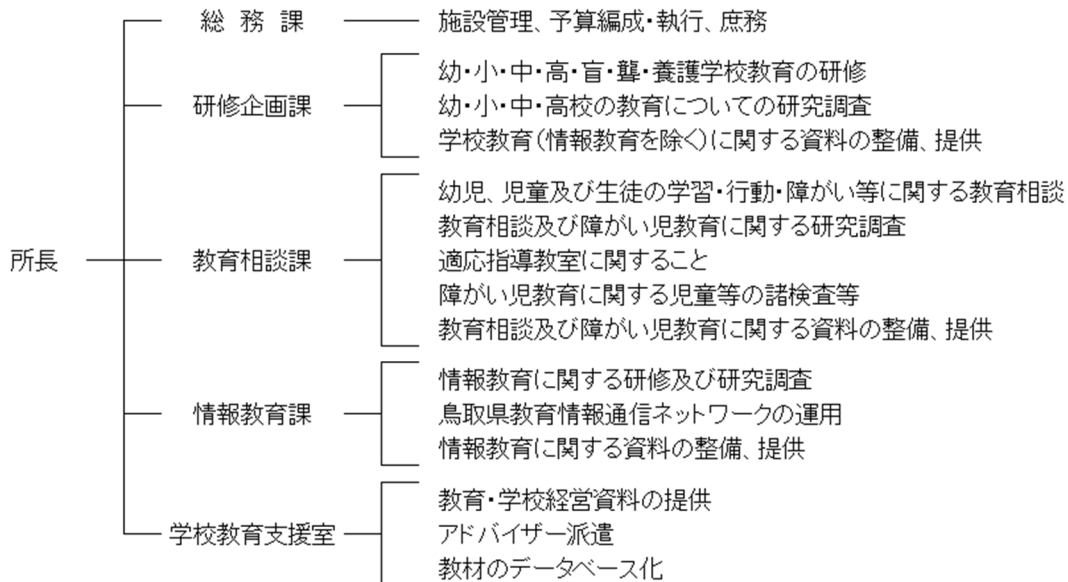 総 務 課
施設管理、予算編成・執行、庶務
研修企画課
幼・小・中・高・盲・聾・養護学校教育の研修
幼・小・中・高校の教育についての研究調査
学校教育(情報教育を除く)に関する資料の整備、提供
所長
教育相談課
幼児、児童及び生徒の学習・行動・障がい等に関する教育相談
教育相談及び障がい児教育に関する研究調査
適応指導教室に関すること
障がい児教育に関する児童等の諸検査等
教育相談及び障がい児教育に関する資料の整備、提供
情報教育課
情報教育に関する研修及び研究調査
鳥取県教育情報通信ネットワークの運用
情報教育に関する資料の整備、提供
学校教育支援室
教育・学校経営資料の提供
アドバイザー派遣
教材のデータベース化